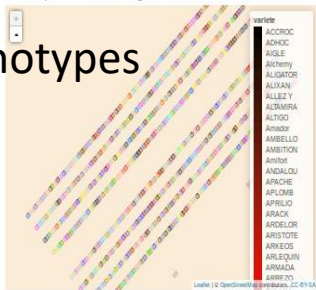 +
-
notypes
variete
ACCROC
ADHOC
AIGLE
Alchemy
ALIGATOR
ALIXAN
ALLEZ Y
ALTAMIRA
ALTIGO
Amador
AMBELLO
AMBITION
Amifort
ANDALOU
APACHE
APLOMB
APRILIO
ARACK
ARDELOR
ARISTOTE
ARKEOS
ARLEQUIN
ARMADA
ARREZO
Leaflet | © OpenStreetMap contributors, CC-BY-SA